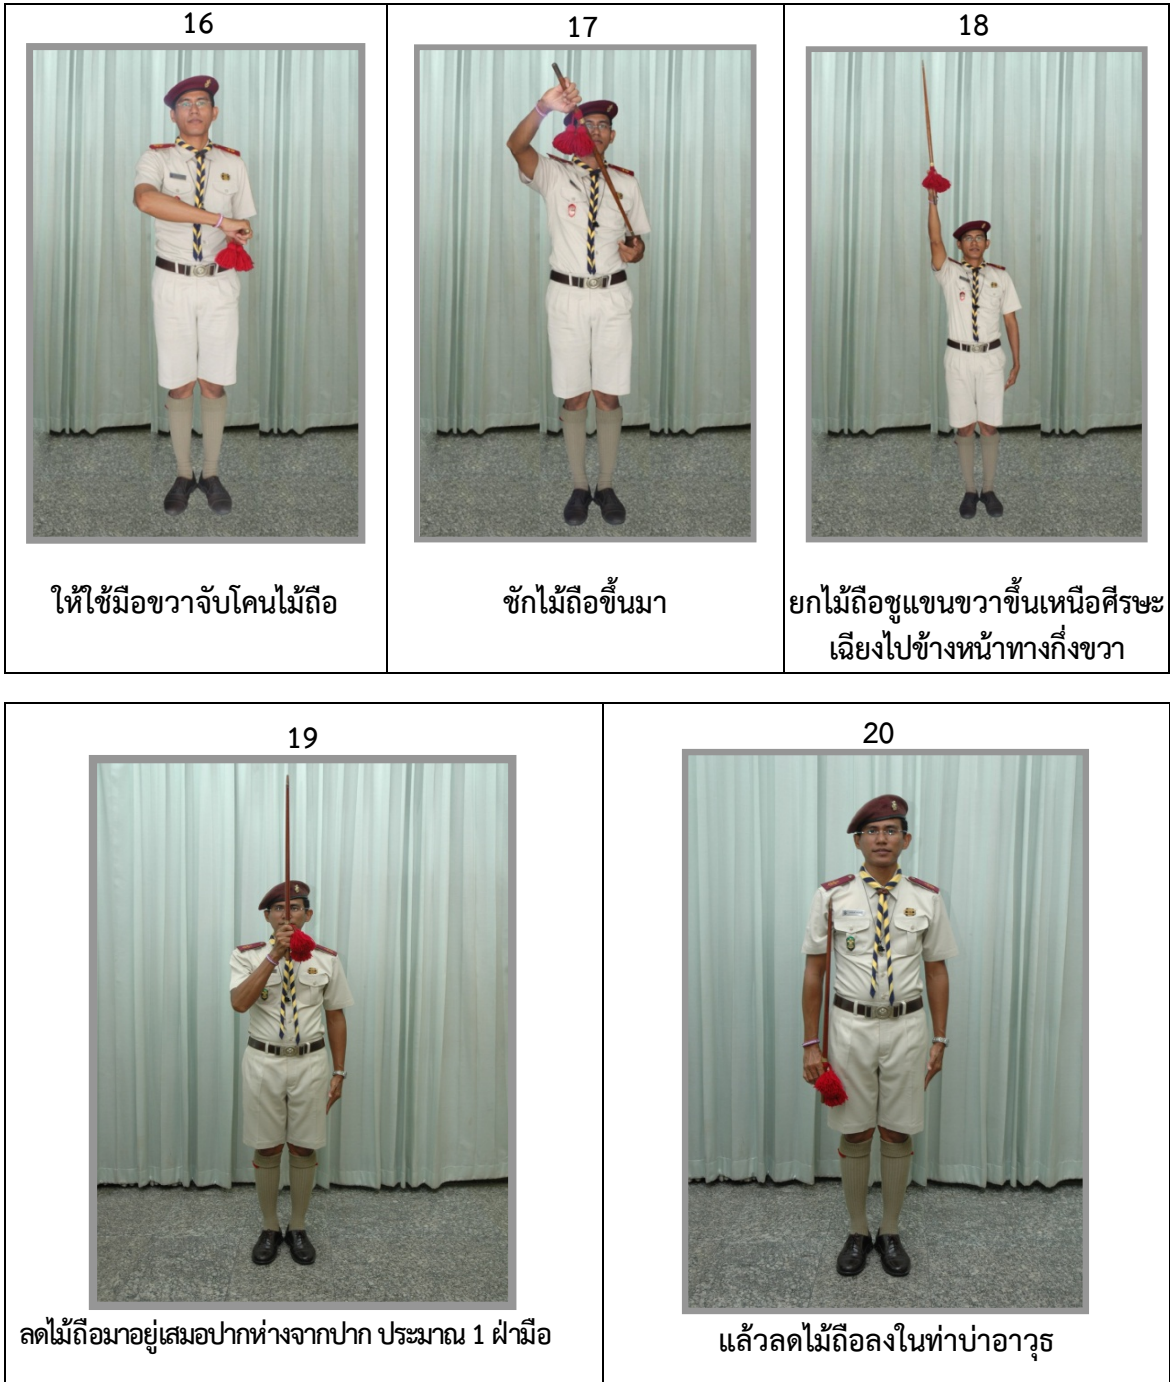 16
17
18
ให้ใช้มือขวาจับโคนไม้ถือ
ชักไม้ถือขึ้นมา
ยกไม้ถือชูแขนขวาขึ้นเหนือศีรษะ
เฉียงไปข้างหน้าทางกึ่งขวา
19
20
ลดไม้ถือมาอยู่เสมอปากห่างจากปาก ประมาณ 1 ฝ่ามือ
แล้วลดไม้ถือลงในท่าบ่าอาวุธ